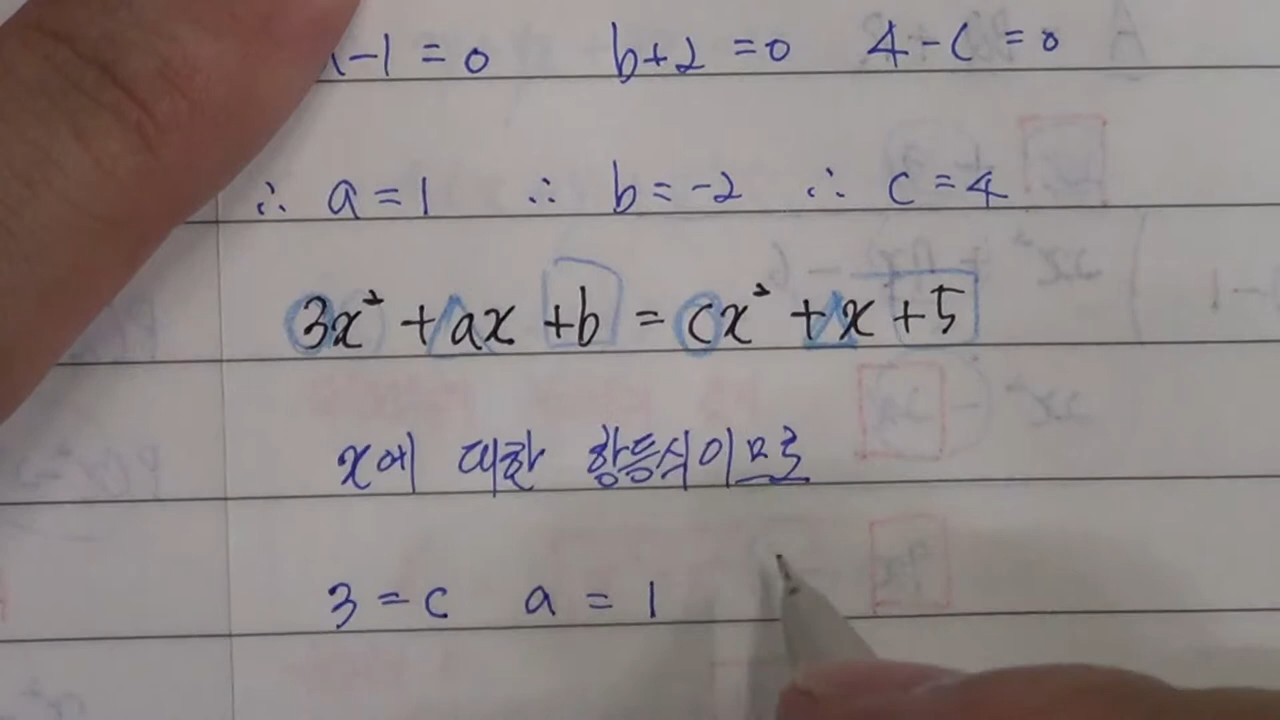 -1 = 0 b+2 = 0 4-c = 0
∴ a = 1 ∴ b = -2 ∴ c = 4
3x² + ax + b = cx² + x + 5
x에 대한 항등식이므로
3 = c a = 1